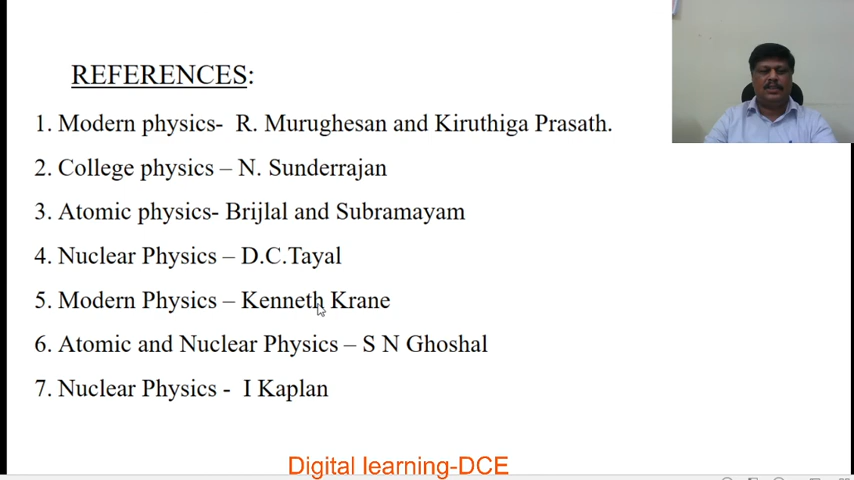 REFERENCES:
1. Modern physics- R. Murughesan and Kiruthiga Prasath.
2. College physics – N. Sunderrajan
3. Atomic physics- Brijlal and Subramayam
4. Nuclear Physics – D.C.Tayal
5. Modern Physics – Kenneth Krane
6. Atomic and Nuclear Physics – S N Ghoshal
7. Nuclear Physics - I Kaplan
Digital learning-DCE